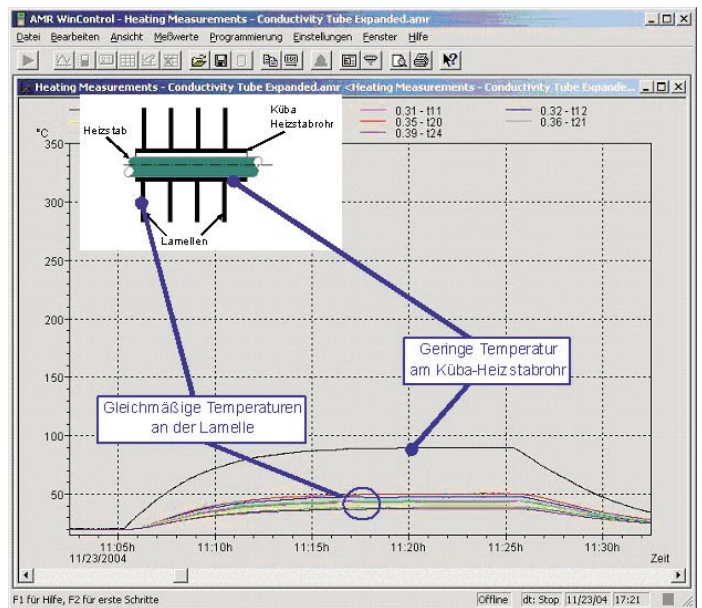 AMR WinControl - Heating Measurements - Conductivity Tube Expanded.amr
Datei Bearbeiten Ansicht Meßwerte Programmierung Einstellungen Fenster Hilfe
Heating Measurements - Conductivity Tube Expanded.amr <Heating Measurements - Conductivity Tube Expande...
0.31 - t11
0.32 - t12
0.35 - t20
0.36 - t21
0.39 - t24
Heizstab
Küba
Heizstabrohr
Lamellen
°C
350
300
250
200
150
100
50
Geringe Temperatur
am Küba-Heizstabrohr
Gleichmäßige Temperaturen
an der Lamelle
11:05h 11:10h 11:15h 11:20h 11:25h 11:30h
11/23/2004
Zeit
F1 für Hilfe, F2 für erste Schritte
Offline dt: Stop 11/23/04 17:21